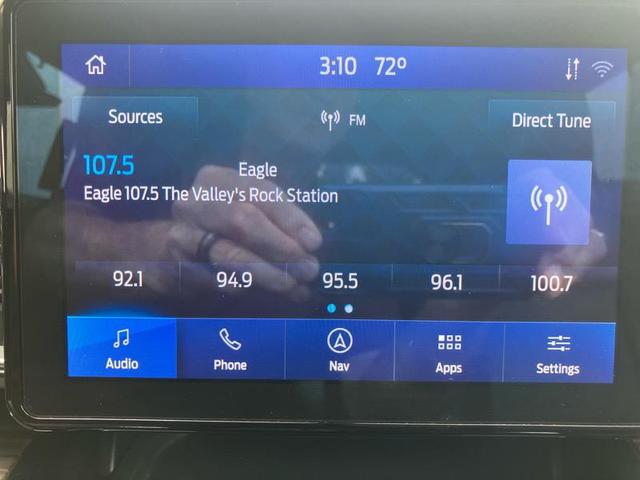 3:10 72°
Sources FM Direct Tune
107.5 Eagle
Eagle 107.5 The Valley's Rock Station
92.1 94.9 95.5 96.1 100.7
Audio Phone Nav Apps Settings